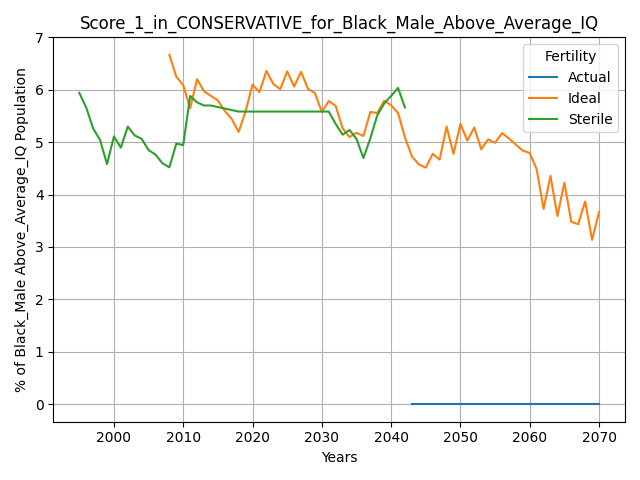 Score_1_in_CONSERVATIVE_for_Black_Male_Above_Average_IQ
% of Black_Male Above_Average_IQ Population
7
6
5
4
3
2
1
0
Fertility
Actual
Ideal
Sterile
2000 2010 2020 2030 2040 2050 2060 2070
Years